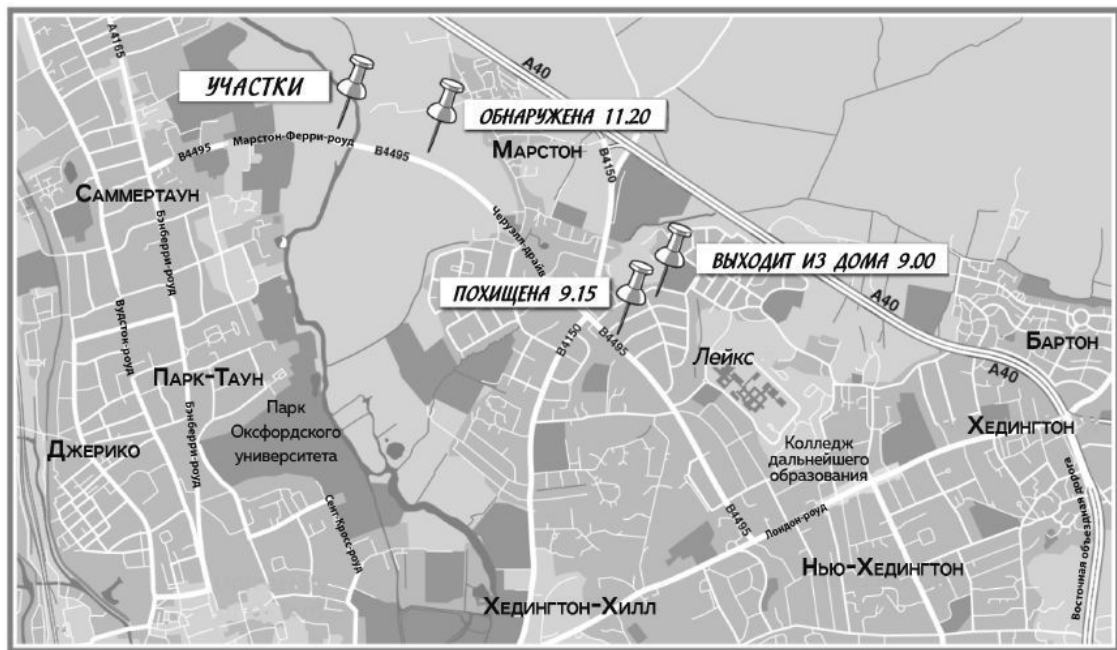 A4165
A40
УЧАСТКИ
ОБНАРУЖЕНА 11.20
Марстон-Ферри-роуд
B4495
B4495
МАРСТОН
B4150
САММЕРТАУН
Бэнберри-роуд
Черуэлл-драйв
ВЫХОДИТ ИЗ ДОМА 9.00
ПОХИЩЕНА 9.15
A40
Вудсток-роуд
B4150
B4495
Лейкс
БАРТОН
A40
ПАРК-ТАУН
Бэнберри-роуд
Парк
Оксфордского
университета
ДЖЕРИКО
ХЕДИНГТОН
Колледж
дальнейшего
образования
Сент-Кросс-роуд
B4495
Лондон-роуд
Восточная объездная дорога
НЬЮ-ХЕДИНГТОН
ХЕДИНГТОН-ХИЛЛ